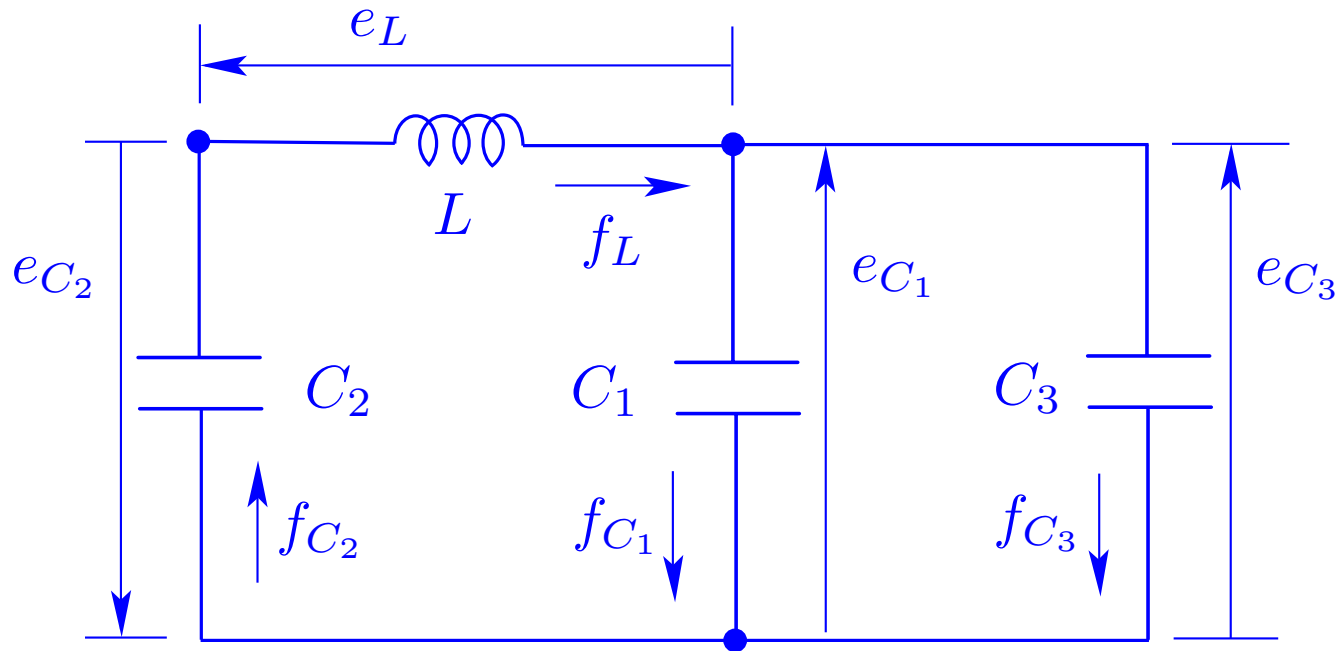 e_L
L
f_L
e_{C_2}
e_{C_1}
e_{C_3}
C_2
C_1
C_3
f_{C_2}
f_{C_1}
f_{C_3}